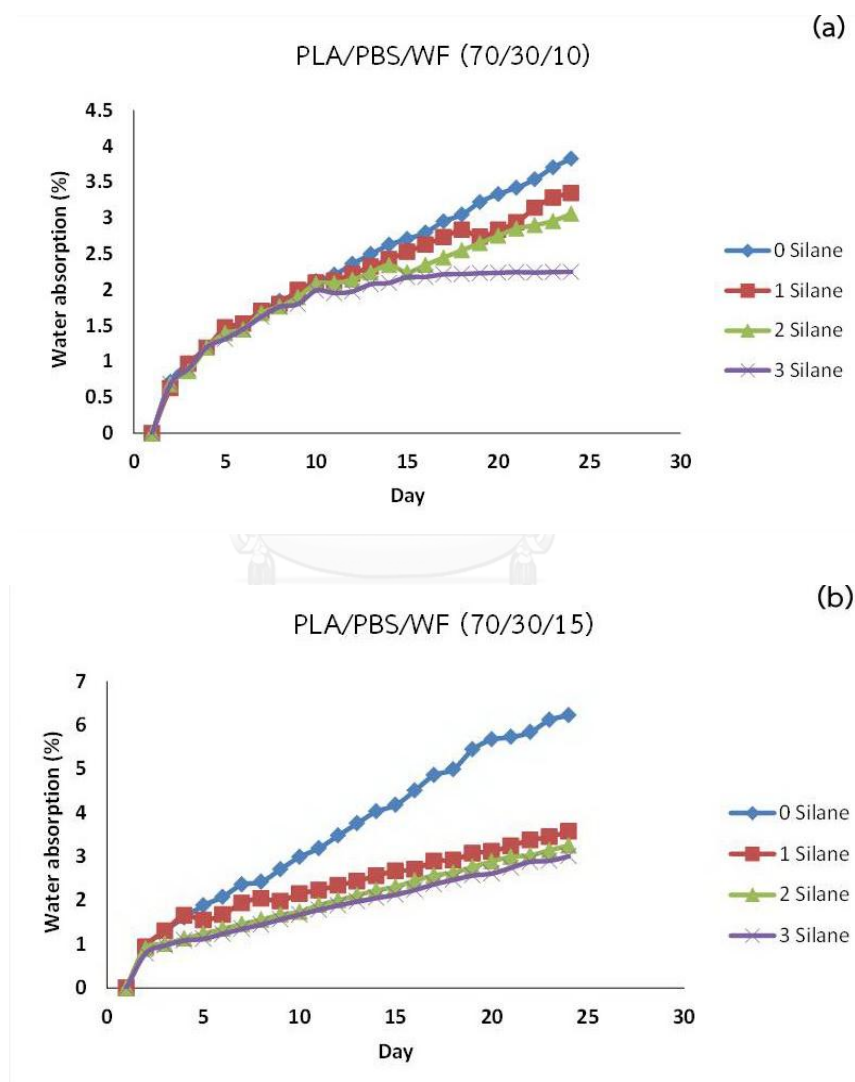 (a)
PLA/PBS/WF (70/30/10)
4.5
4
3.5
3
2.5
2
1.5
1
0.5
0
Water absorption (%)
0 5 10 15 20 25 30
Day
0 Silane
1 Silane
2 Silane
3 Silane
(b)
PLA/PBS/WF (70/30/15)
7
6
5
4
3
2
1
0
Water absorption (%)
0 5 10 15 20 25 30
Day
0 Silane
1 Silane
2 Silane
3 Silane